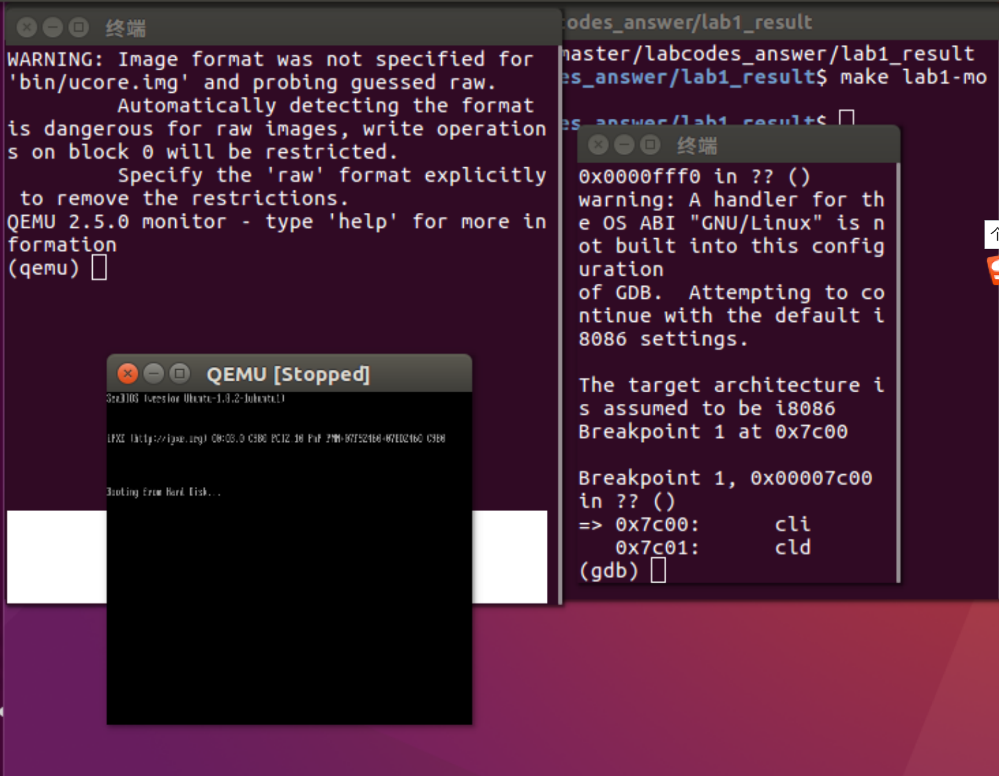 终端
WARNING: Image format was not specified for
'bin/ucore.img' and probing guessed raw.
Automatically detecting the format
is dangerous for raw images, write operation
s on block 0 will be restricted.
Specify the 'raw' format explicitly
to remove the restrictions.
QEMU 2.5.0 monitor - type 'help' for more in
formation
(qemu)
odes_answer/lab1_result
master/labcodes_answer/lab1_result
es_answer/lab1_result$ make lab1-mo
es_answer/lab1_result$
终端
0x0000fff0 in ?? ()
warning: A handler for th
e OS ABI "GNU/Linux" is n
ot built into this config
uration
of GDB.  Attempting to co
ntinue with the default i
8086 settings.
The target architecture i
s assumed to be i8086
Breakpoint 1 at 0x7c00
Breakpoint 1, 0x00007c00
in ?? ()
=> 0x7c00:      cli
0x7c01:      cld
(gdb)
QEMU [Stopped]
SeaBIOS (version Ubuntu-1.8.2-1ubuntu1)
iPXE (http://ipxe.org) 00:03.0 C980 PCI2.10 PnP
Booting from Hard Disk...